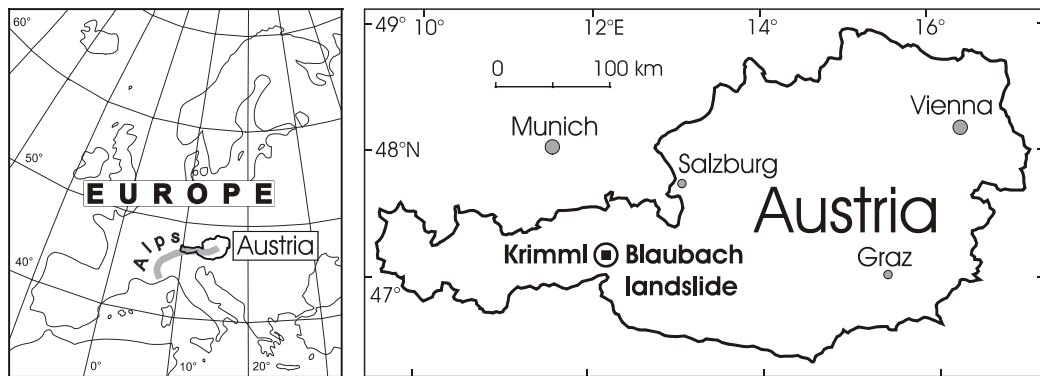 60°
50°
EUROPE
Alps
Austria
40°
0°
10°
20°
49° 10°
12°E
14°
16°
0 100 km
Munich
Vienna
48°N
Salzburg
Austria
Krimml Blaubach
landslide
Graz
47°